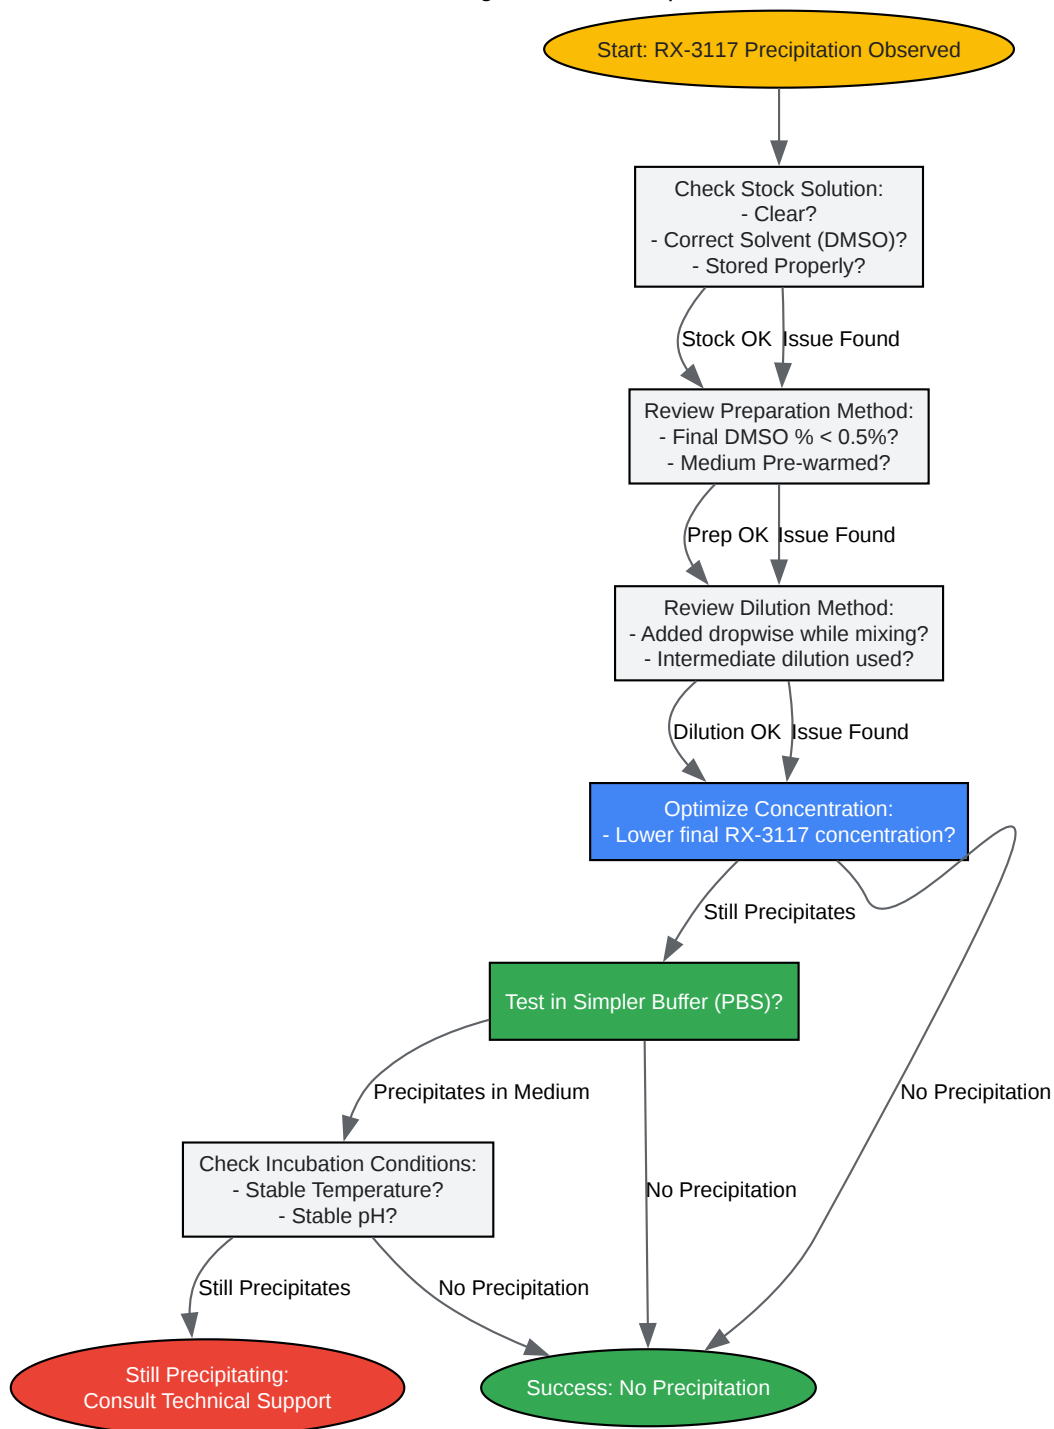 Start: RX-3117 Precipitation Observed
Check Stock Solution:
- Clear?
- Correct Solvent (DMSO)?
- Stored Properly?
Stock OK
Issue Found
Review Preparation Method:
- Final DMSO % < 0.5%?
- Medium Pre-warmed?
Prep OK
Issue Found
Review Dilution Method:
- Added dropwise while mixing?
- Intermediate dilution used?
Dilution OK
Issue Found
Optimize Concentration:
- Lower final RX-3117 concentration?
Still Precipitates
Test in Simpler Buffer (PBS)?
Precipitates in Medium
No Precipitation
Check Incubation Conditions:
- Stable Temperature?
- Stable pH?
No Precipitation
Still Precipitates
No Precipitation
Still Precipitating:
Consult Technical Support
Success: No Precipitation